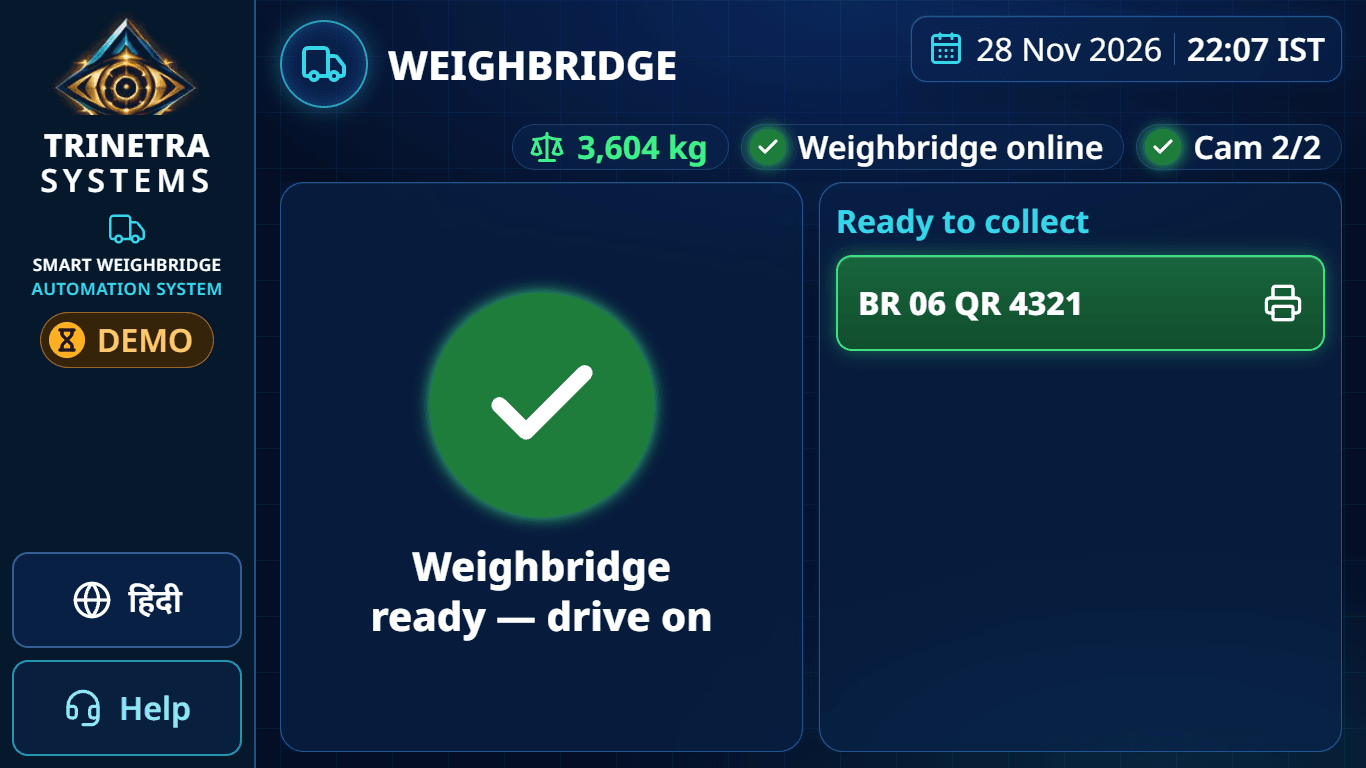 TRINETRA
SYSTEMS
SMART WEIGHBRIDGE
AUTOMATION SYSTEM
DEMO
हिंदी
Help
WEIGHBRIDGE
28 Nov 2026 22:07 IST
3,604 kg
Weighbridge online
Cam 2/2
Weighbridge
ready — drive on
Ready to collect
BR 06 QR 4321